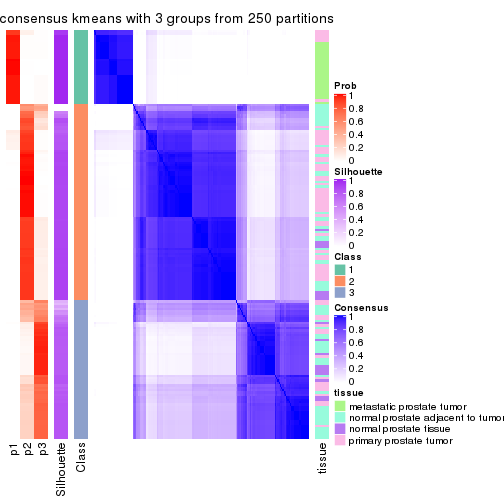 consensus kmeans with 3 groups from 250 partitions
Prob
1
0.8
0.6
0.4
0.2
0
Silhouette
1
0.8
0.6
0.4
0.2
0
Class
1
2
3
Consensus
1
0.8
0.6
0.4
0.2
0
tissue
metastatic prostate tumor
normal prostate adjacent to tumor
normal prostate tissue
primary prostate tumor
p1
p2
p3
Silhouette
Class
tissue